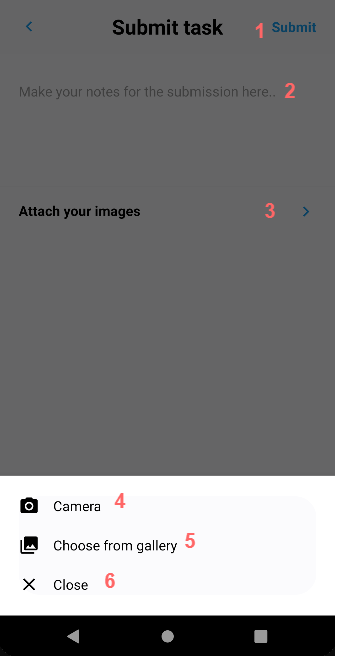 Submit task 1 Submit
Make your notes for the submission here.. 2
Attach your images 3
Camera 4
Choose from gallery 5
Close 6